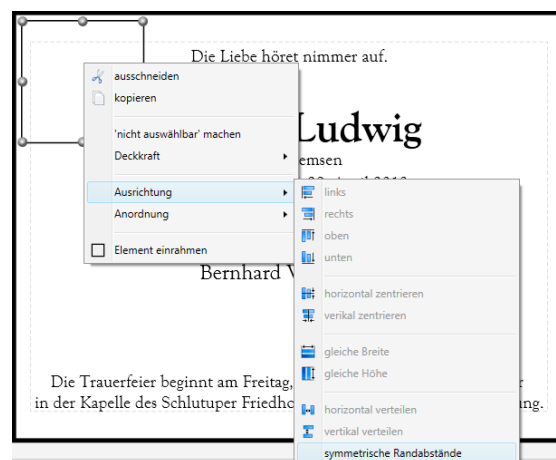 Die Liebe höret nimmer auf.
ausschneiden
kopieren
'nicht auswählbar' machen
Deckkraft
Ludwig
emsen
Ausrichtung
Anordnung
Element einrahmen
links
rechts
oben
unten
horizontal zentrieren
verikal zentrieren
gleiche Breite
gleiche Höhe
horizontal verteilen
vertikal verteilen
symmetrische Randabstände
Bernhard
Die Trauerfeier beginnt am Freitag,
in der Kapelle des Schlutuper